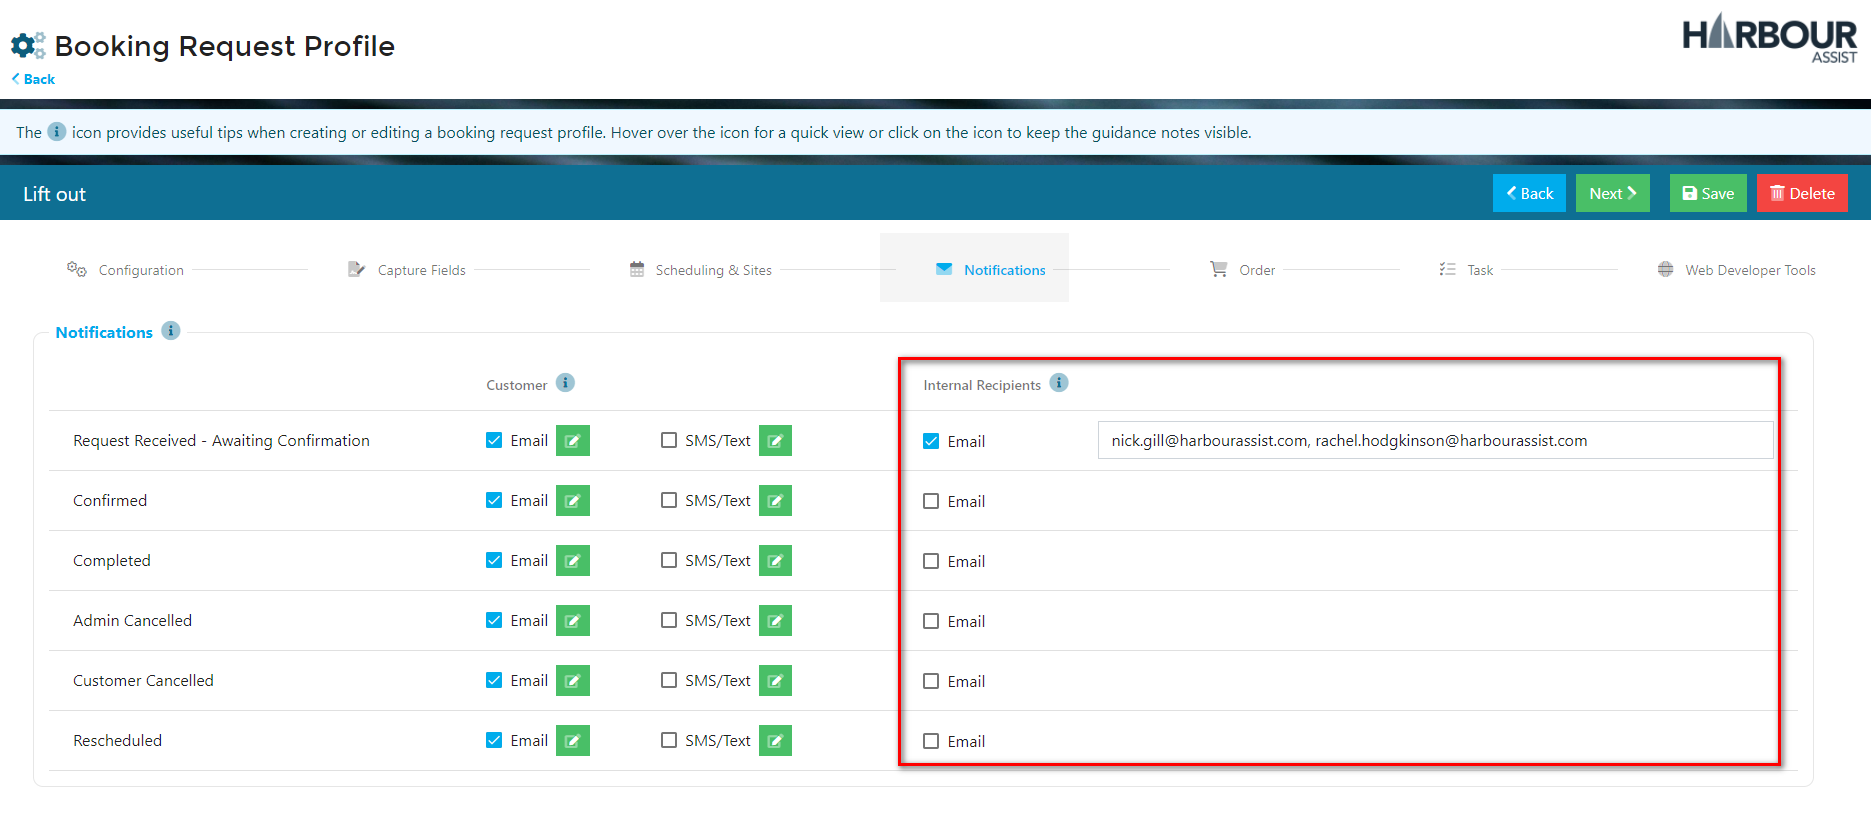 Booking Request Profile
HARBOUR
ASSIST
Back
The i icon provides useful tips when creating or editing a booking request profile. Hover over the icon for a quick view or click on the icon to keep the guidance notes visible.
Lift out
Back
Next
Save
Delete
Configuration
Capture Fields
Scheduling & Sites
Notifications
Order
Task
Web Developer Tools
Notifications i
Customer i
Internal Recipients i
Request Received - Awaiting Confirmation Email SMS/Text Email nick.gill@harbourassist.com, rachel.hodgkinson@harbourassist.com
Confirmed Email SMS/Text Email
Completed Email SMS/Text Email
Admin Cancelled Email SMS/Text Email
Customer Cancelled Email SMS/Text Email
Rescheduled Email SMS/Text Email